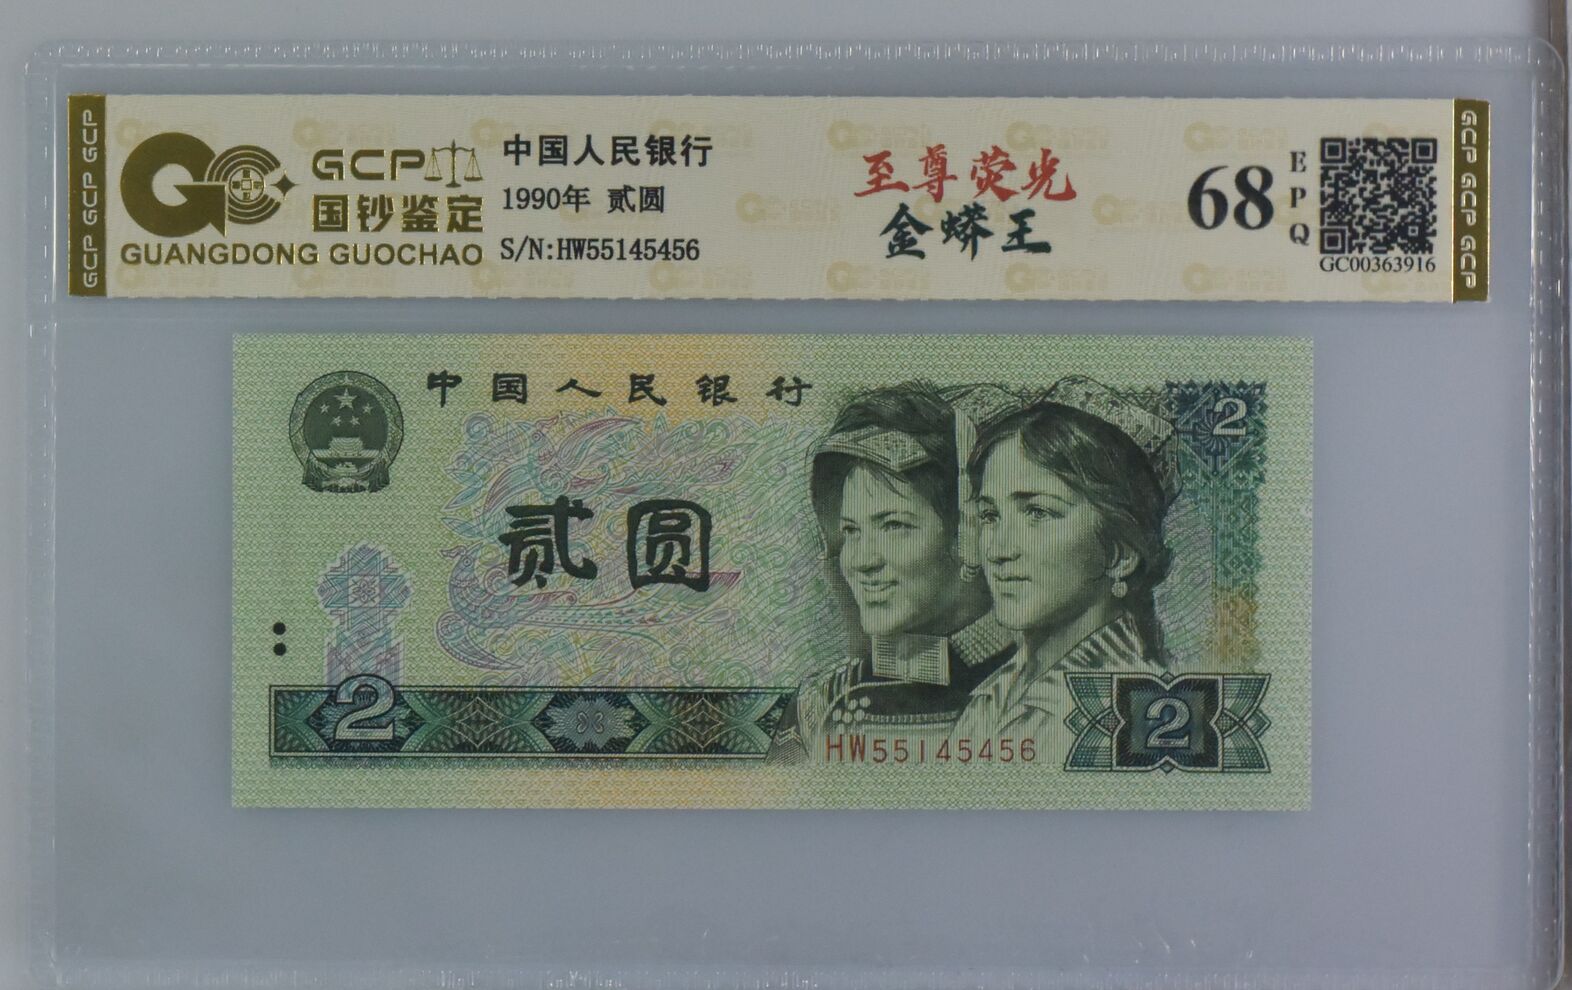 GCP GCP GCP
GCP
国钞鉴定
GUANGDONG GUOCHAO
中国人民银行
1990年 贰圆
S/N:HW55145456
至尊荧光
金蟒王
68
EPQ
GC00363916
GCP GCP GCP
中国人民银行
2
贰圆
2
HW55145456
2